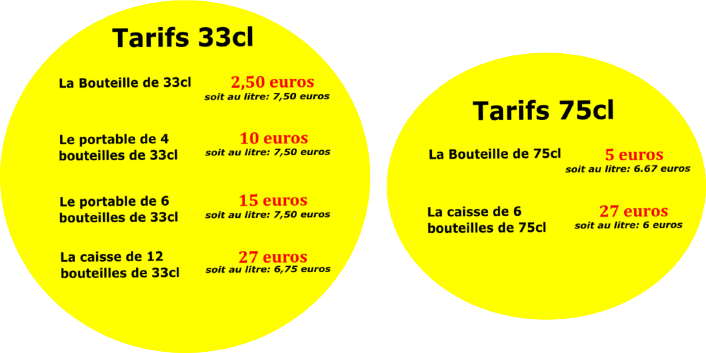 Tarifs 33cl
La Bouteille de 33cl
2,50 euros
soit au litre: 7,50 euros
Le portable de 4
bouteilles de 33cl
10 euros
soit au litre: 7,50 euros
Le portable de 6
bouteilles de 33cl
15 euros
soit au litre: 7,50 euros
La caisse de 12
bouteilles de 33cl
27 euros
soit au litre: 6,75 euros
Tarifs 75cl
La Bouteille de 75cl
5 euros
soit au litre: 6.67 euros
La caisse de 6
bouteilles de 75cl
27 euros
soit au litre: 6 euros